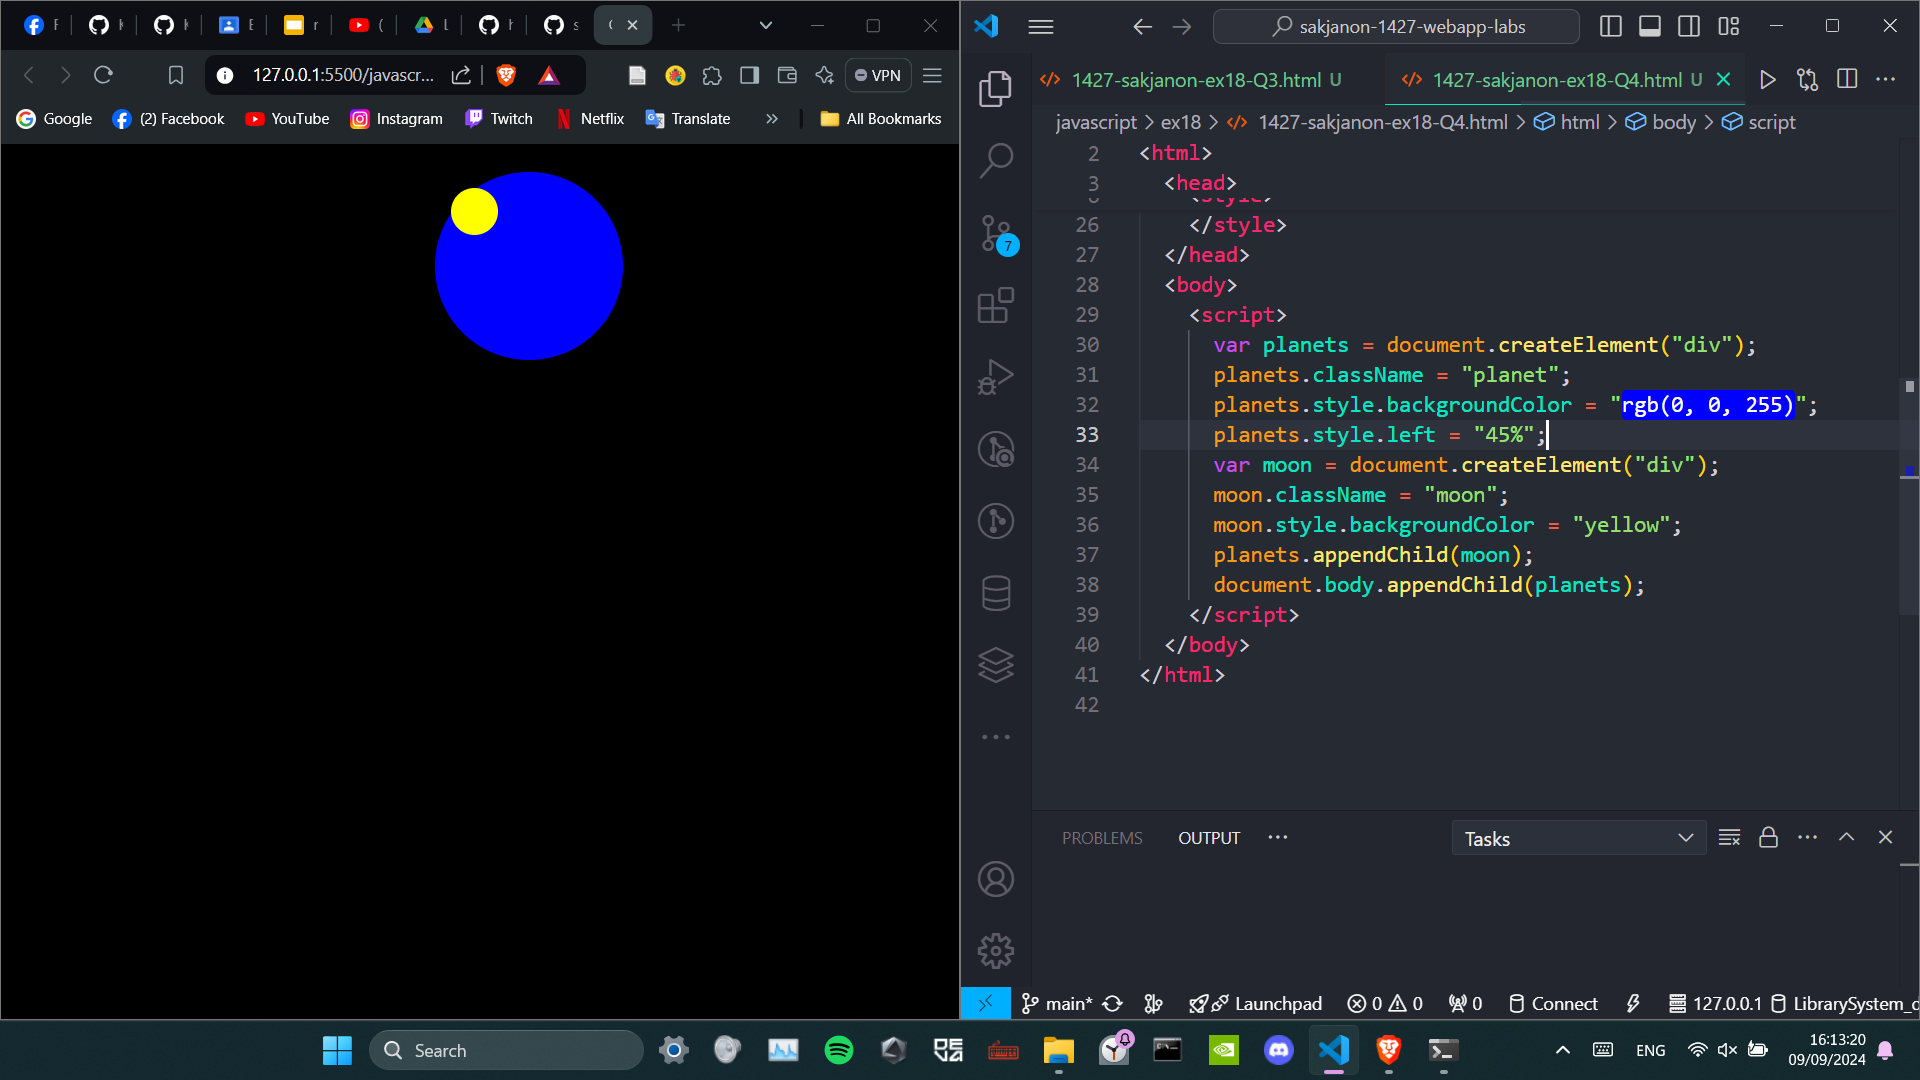 127.0.0.1:5500/javascr...
VPN
Google
(2) Facebook
YouTube
Instagram
Twitch
Netflix
Translate
All Bookmarks
sakjanon-1427-webapp-labs
1427-sakjanon-ex18-Q3.html U
1427-sakjanon-ex18-Q4.html U
javascript > ex18 > 1427-sakjanon-ex18-Q4.html > html > body > script
2 <html>
3 <head>
6 <style>
26 </style>
27 </head>
28 <body>
29 <script>
30 var planets = document.createElement("div");
31 planets.className = "planet";
32 planets.style.backgroundColor = "rgb(0, 0, 255)";
33 planets.style.left = "45%";
34 var moon = document.createElement("div");
35 moon.className = "moon";
36 moon.style.backgroundColor = "yellow";
37 planets.appendChild(moon);
38 document.body.appendChild(planets);
39 </script>
40 </body>
41 </html>
42
7
PROBLEMS
OUTPUT
Tasks
main*
Launchpad
0
0
0
Connect
127.0.0.1
LibrarySystem_
Search
ENG
16:13:20
09/09/2024